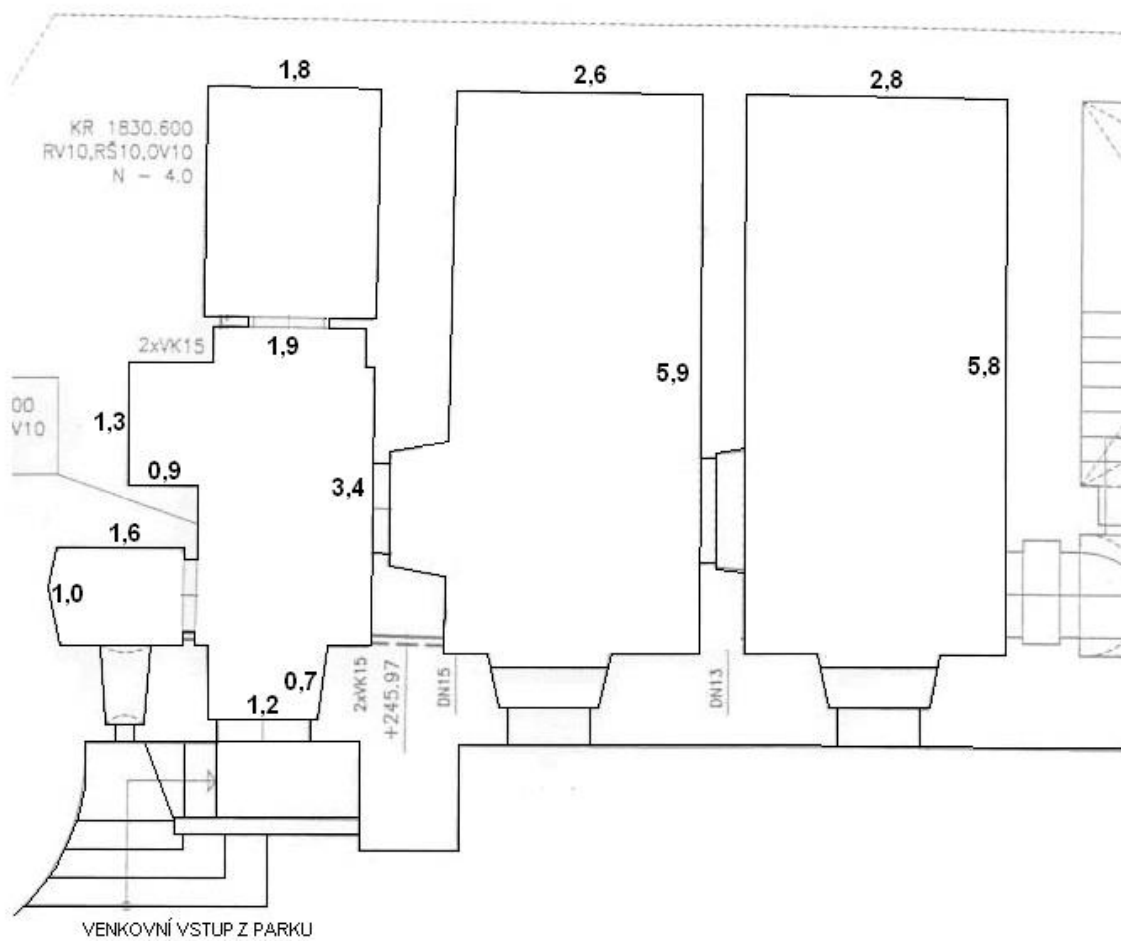 1,8
2,6
2,8
KR 1830.600
RV10,RŠ10,OV10
N – 4.0
2xVK15
1,9
00
V10
1,3
5,9
5,8
0,9
3,4
1,6
1,0
0,7
1,2
2xVK15
+245.97
DN15
DN13
VENKOVNÍ VSTUP Z PARKU